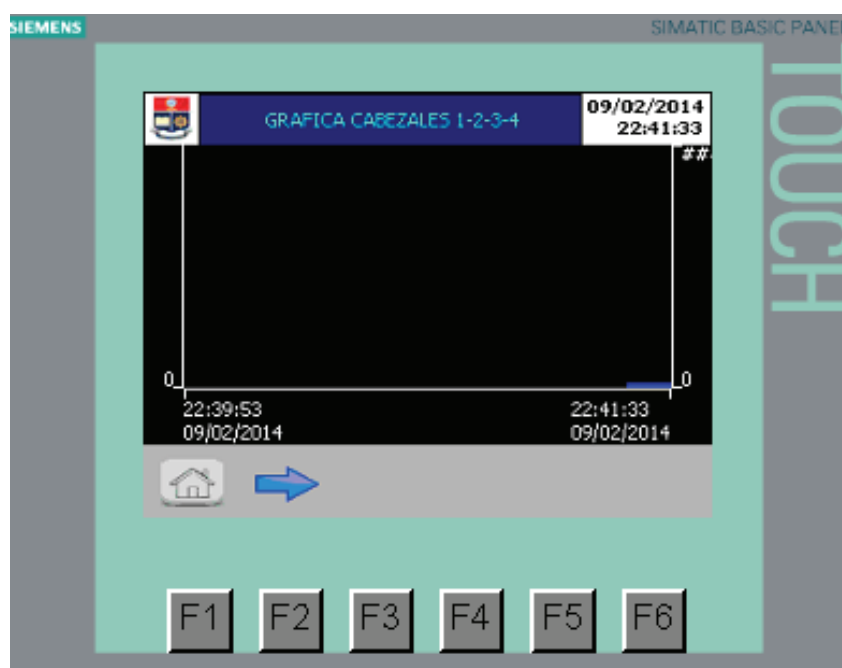 SIEMENS
SIMATIC BASIC PANEL
TOUCH
GRAFICA CABEZALES 1-2-3-4
09/02/2014
22:41:33
##
0
0
22:39:53
09/02/2014
22:41:33
09/02/2014
F1 F2 F3 F4 F5 F6